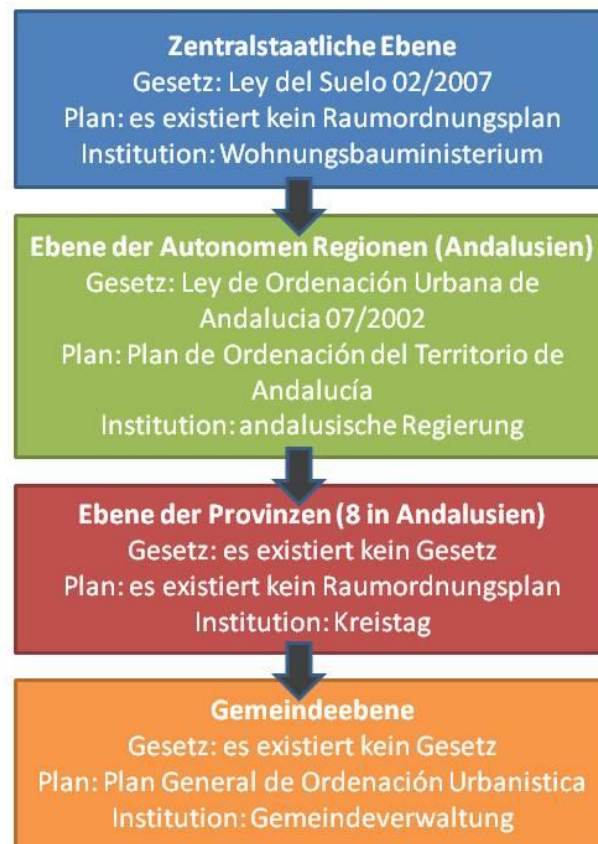 Zentralstaatliche Ebene
Gesetz: Ley del Suelo 02/2007
Plan: es existiert kein Raumordnungsplan
Institution: Wohnungsbauministerium
Ebene der Autonomen Regionen (Andalusien)
Gesetz: Ley de Ordenación Urbana de
Andalucia 07/2002
Plan: Plan de Ordenación del Territorio de
Andalucía
Institution: andalusische Regierung
Ebene der Provinzen (8 in Andalusien)
Gesetz: es existiert kein Gesetz
Plan: es existiert kein Raumordnungsplan
Institution: Kreistag
Gemeindeebene
Gesetz: es existiert kein Gesetz
Plan: Plan General de Ordenación Urbanistica
Institution: Gemeindeverwaltung